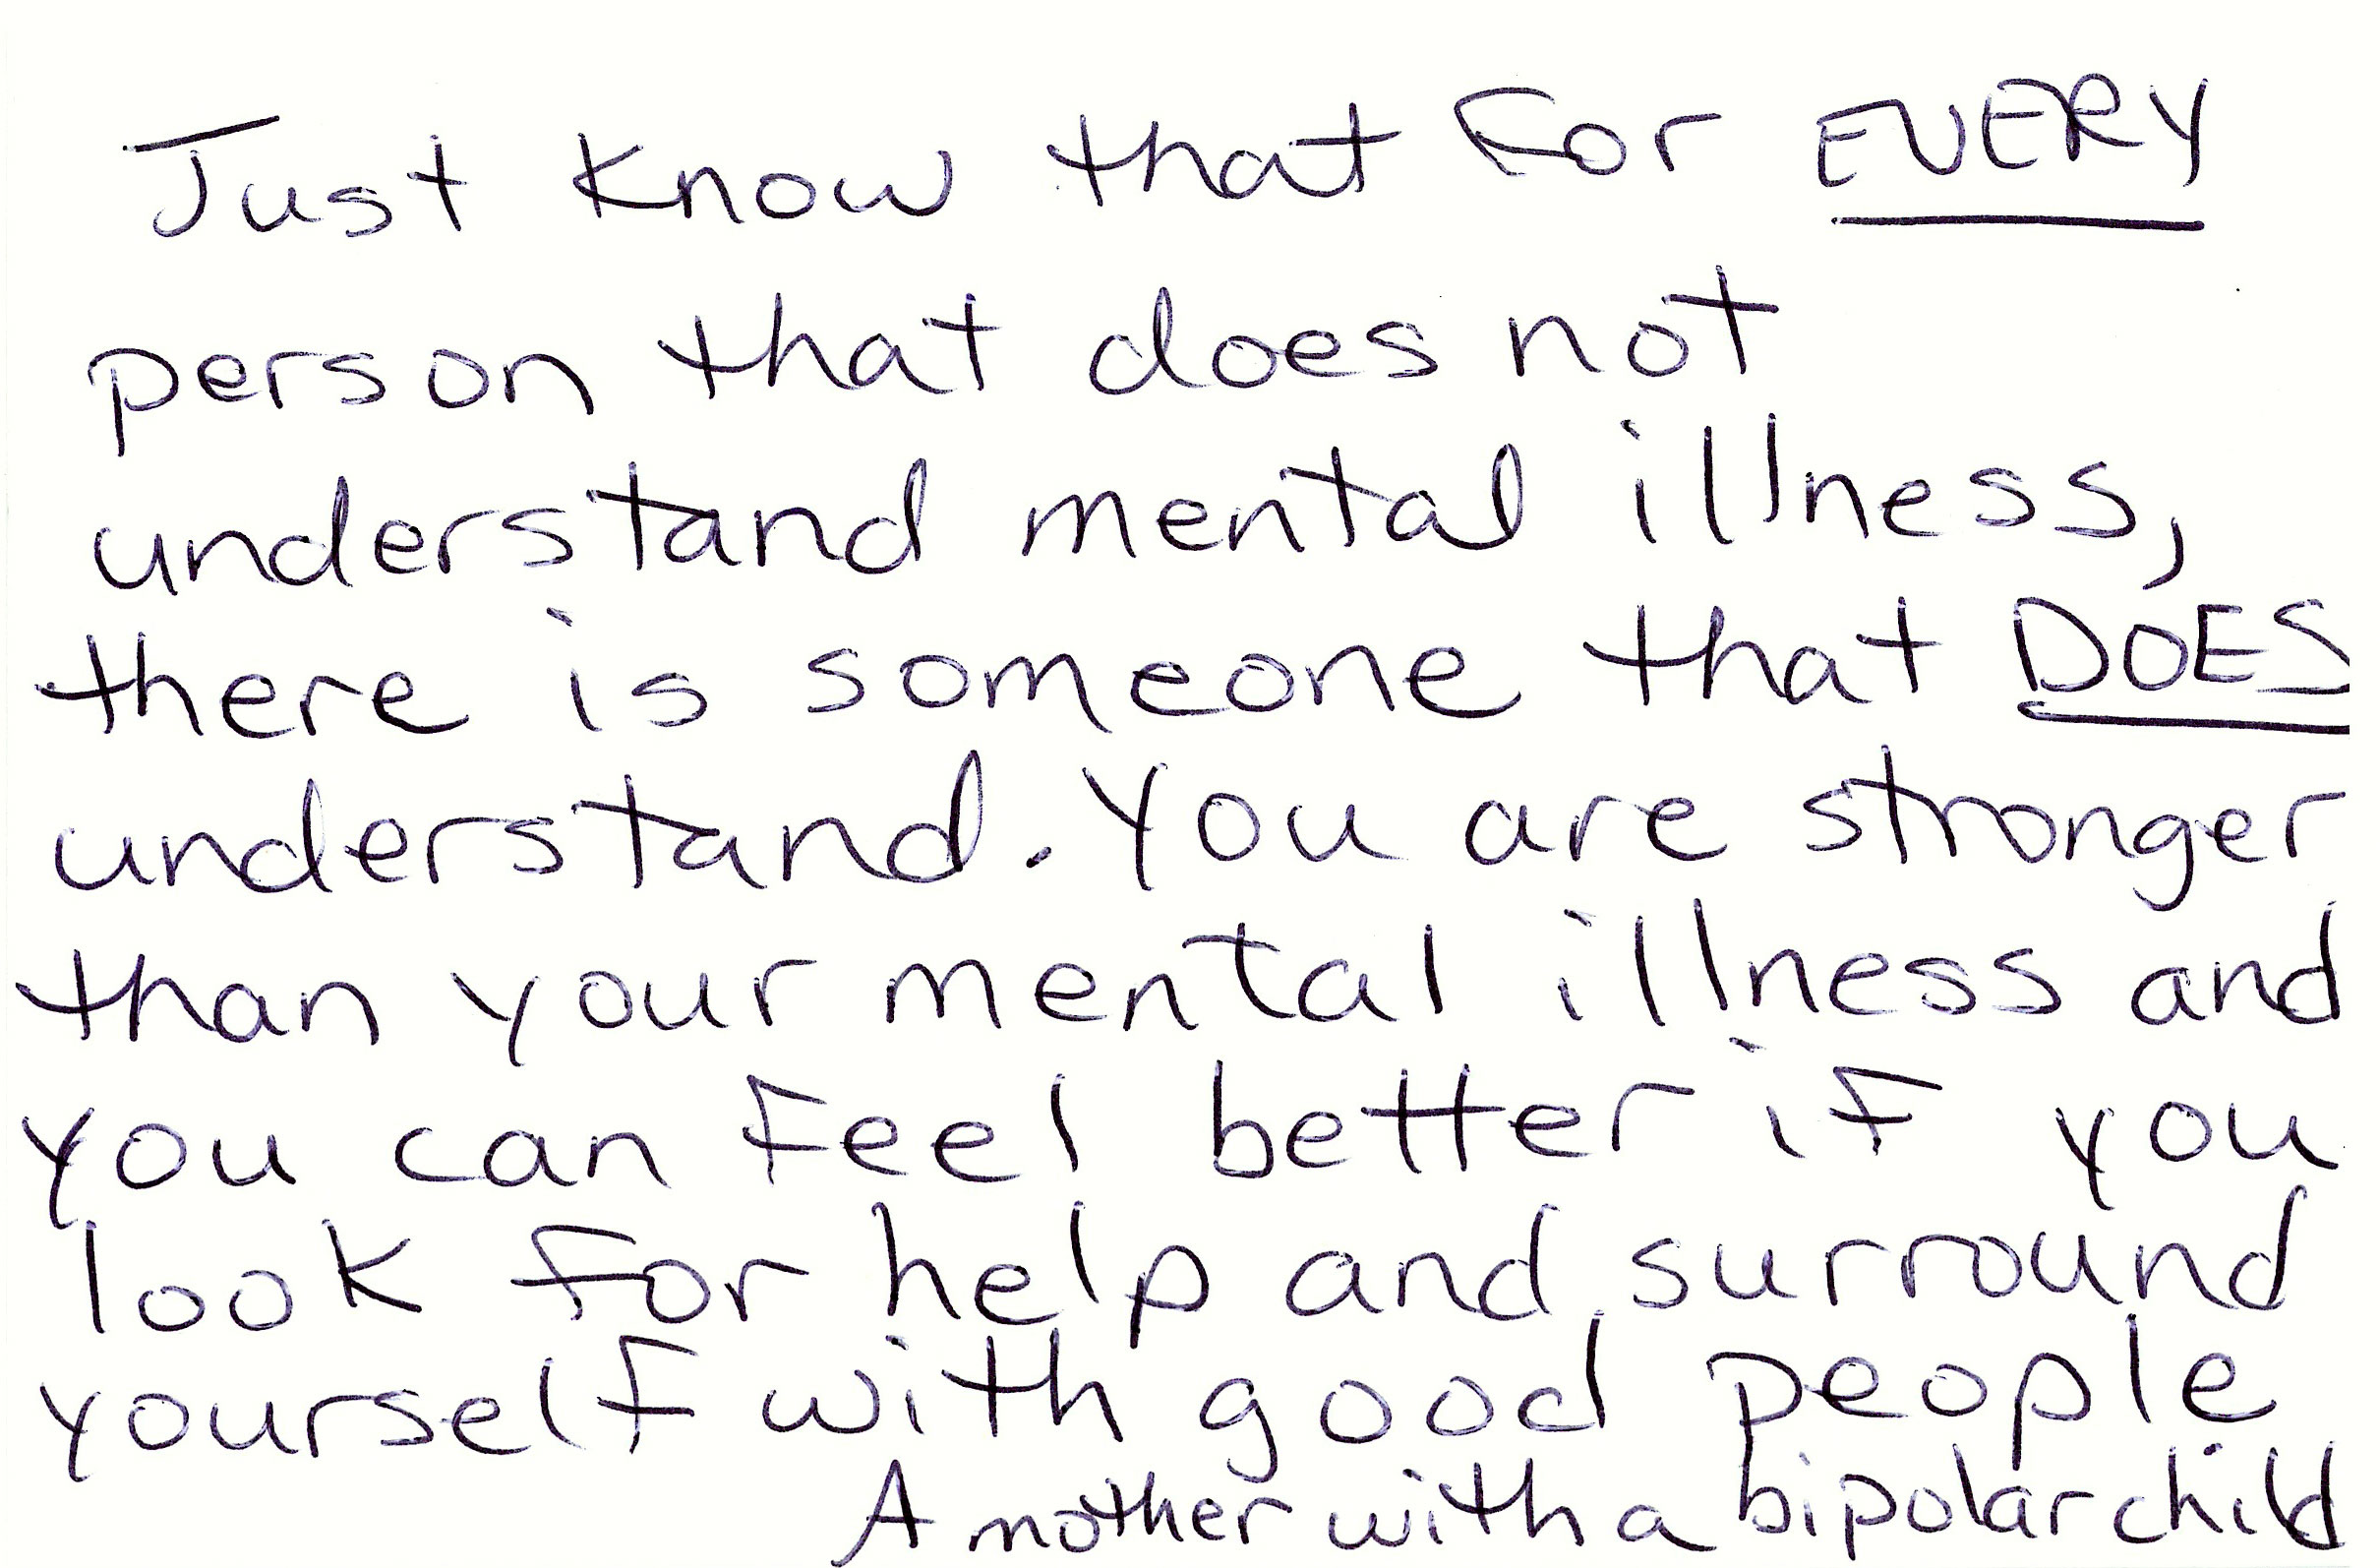 Just know that for EVERY
person that does not
understand mental illness,
there is someone that DOES
understand. You are stronger
than your mental illness and
you can feel better if you
look for help and surround
yourself with good people
A mother with a bipolar child